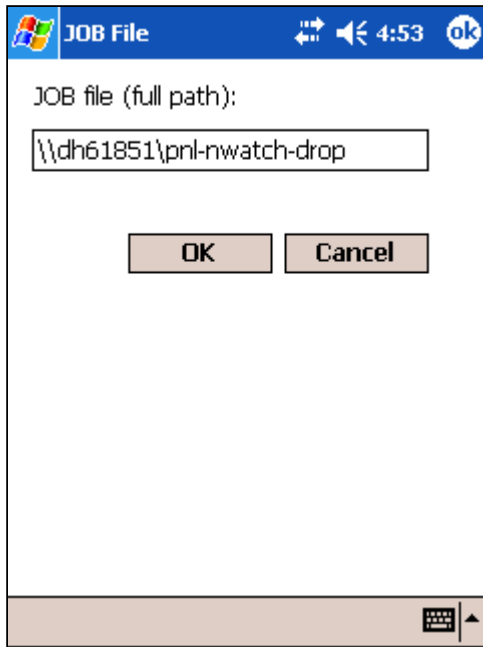 JOB File 4:53 ok
JOB file (full path):
\\dh61851\pnl-nwatch-drop
OK Cancel